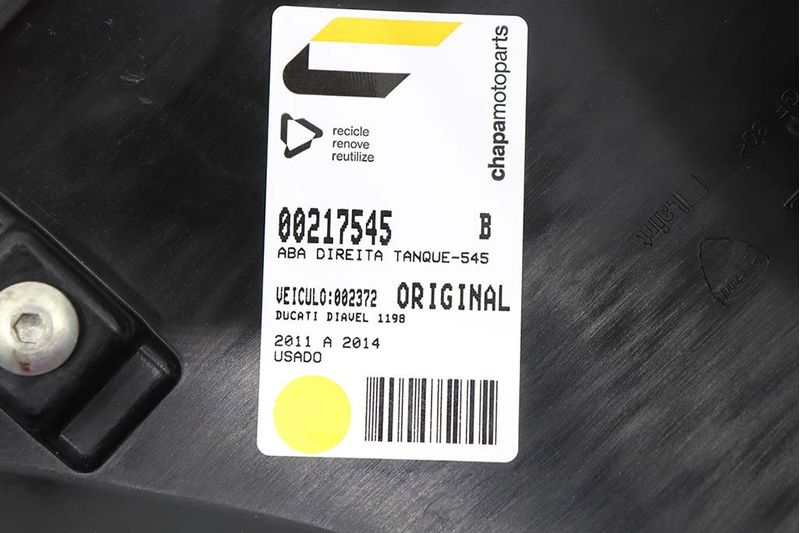 chapamotoparts
recicle
renove
reutilize
00217545 B
ABA DIREITA TANQUE-545
VEICULO:002372 ORIGINAL
DUCATI DIAVEL 1198
2011 A 2014
USADO